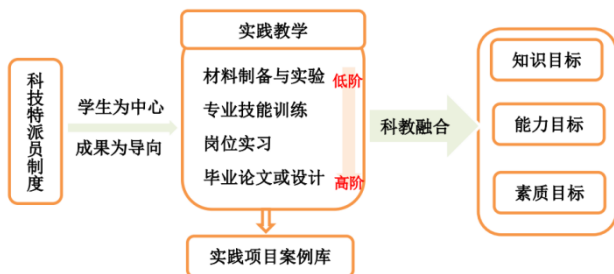 科技特派员制度
学生为中心
成果为导向
实践教学
材料制备与实验
低阶
专业技能训练
岗位实习
毕业论文或设计
高阶
实践项目案例库
科教融合
知识目标
能力目标
素质目标